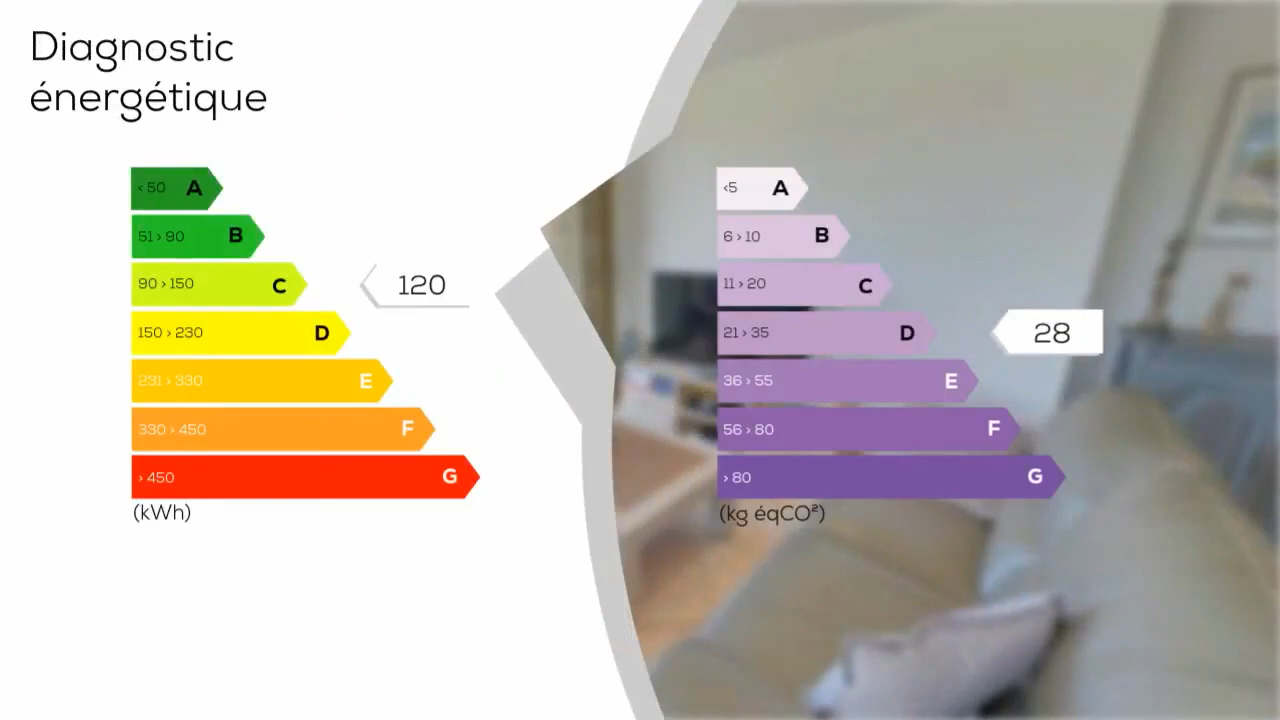 Diagnostic
énergétique
< 50 A
51 > 90 B
90 > 150 C
120
150 > 230 D
231 > 330 E
330 > 450 F
> 450 G
(kWh)
<5 A
6 > 10 B
11 > 20 C
21 > 35 D
28
36 > 55 E
56 > 80 F
> 80 G
(kg éqCO²)